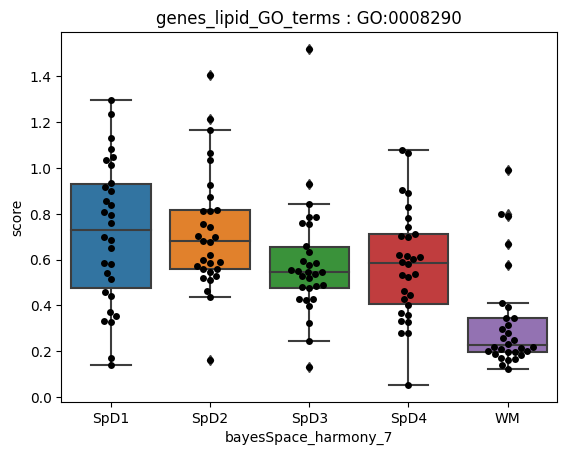 genes_lipid_GO_terms : GO:0008290
1.4
1.2
1.0
0.8
0.6
0.4
0.2
0.0
score
SpD1 SpD2 SpD3 SpD4 WM
bayesSpace_harmony_7